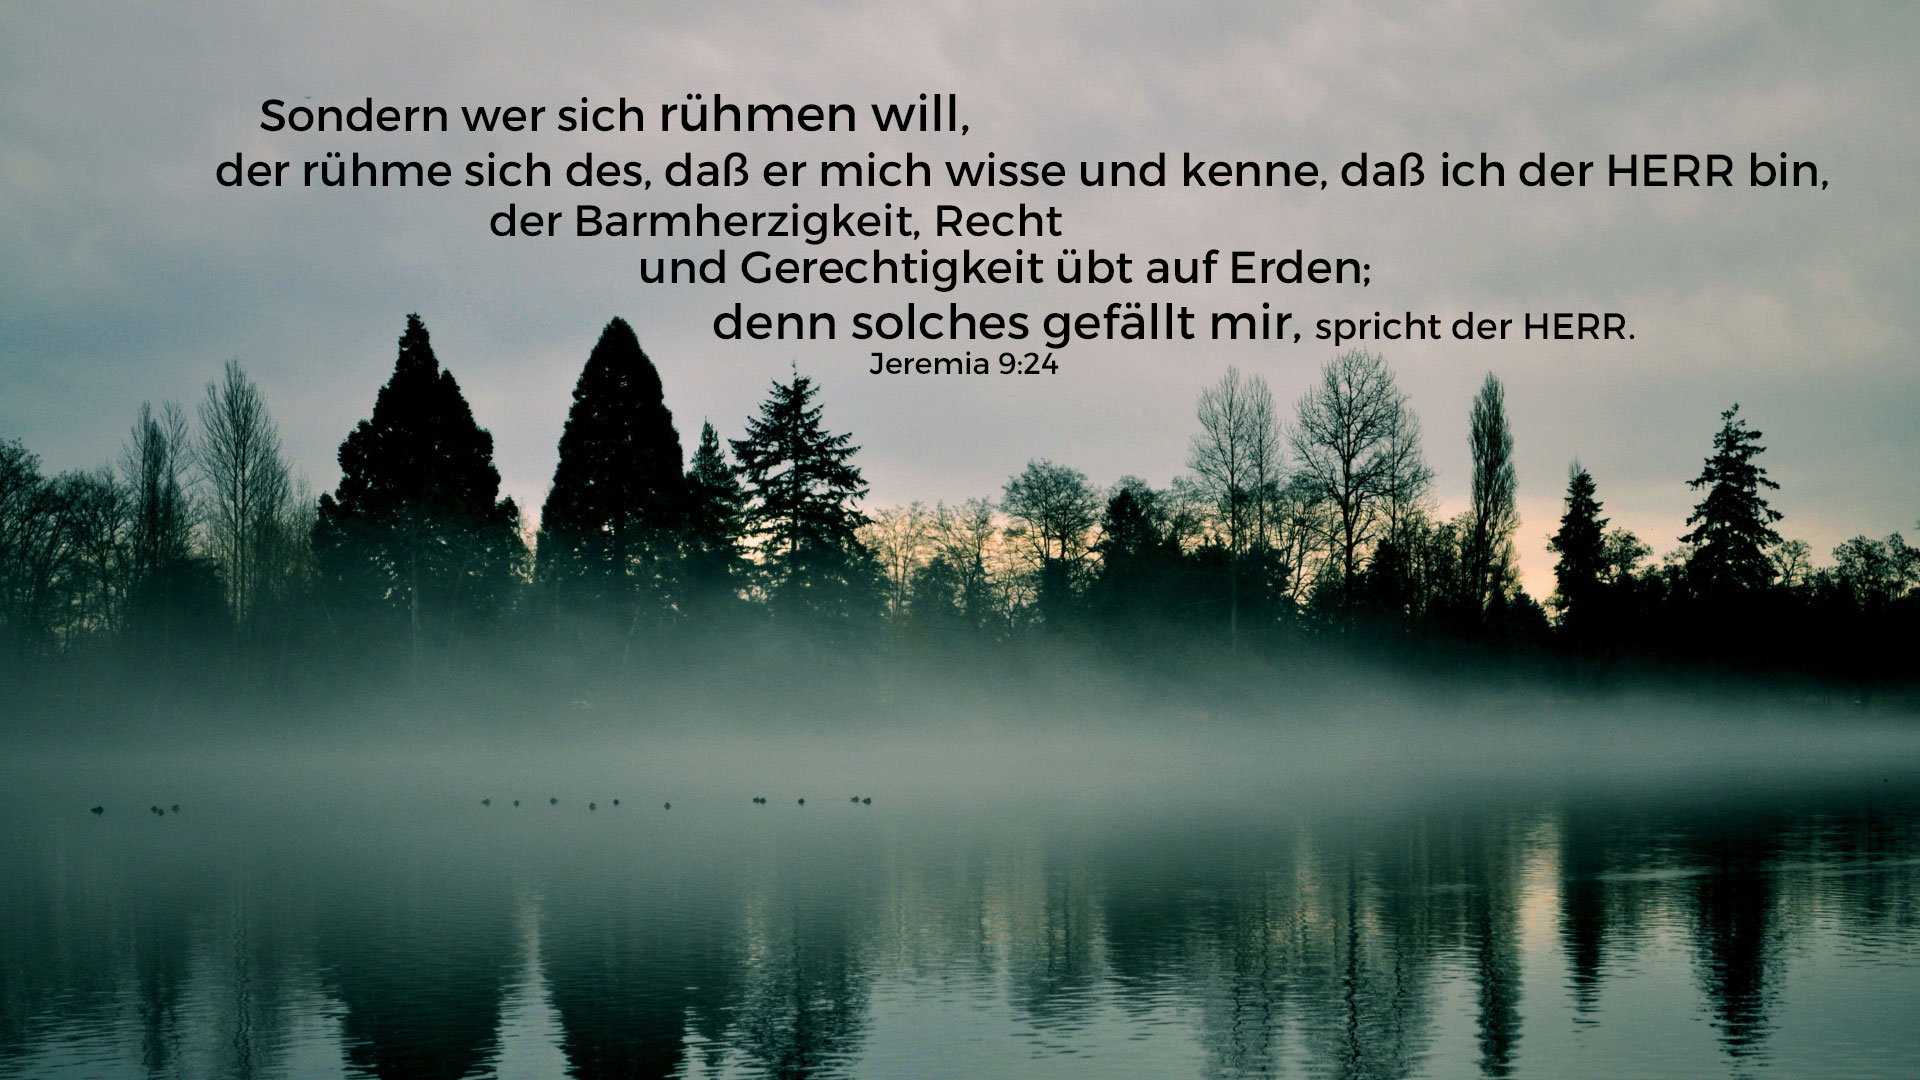 Sondern wer sich rühmen will,
der rühme sich des, daß er mich wisse und kenne, daß ich der HERR bin,
der Barmherzigkeit, Recht
und Gerechtigkeit übt auf Erden;
denn solches gefällt mir, spricht der HERR.
Jeremia 9:24